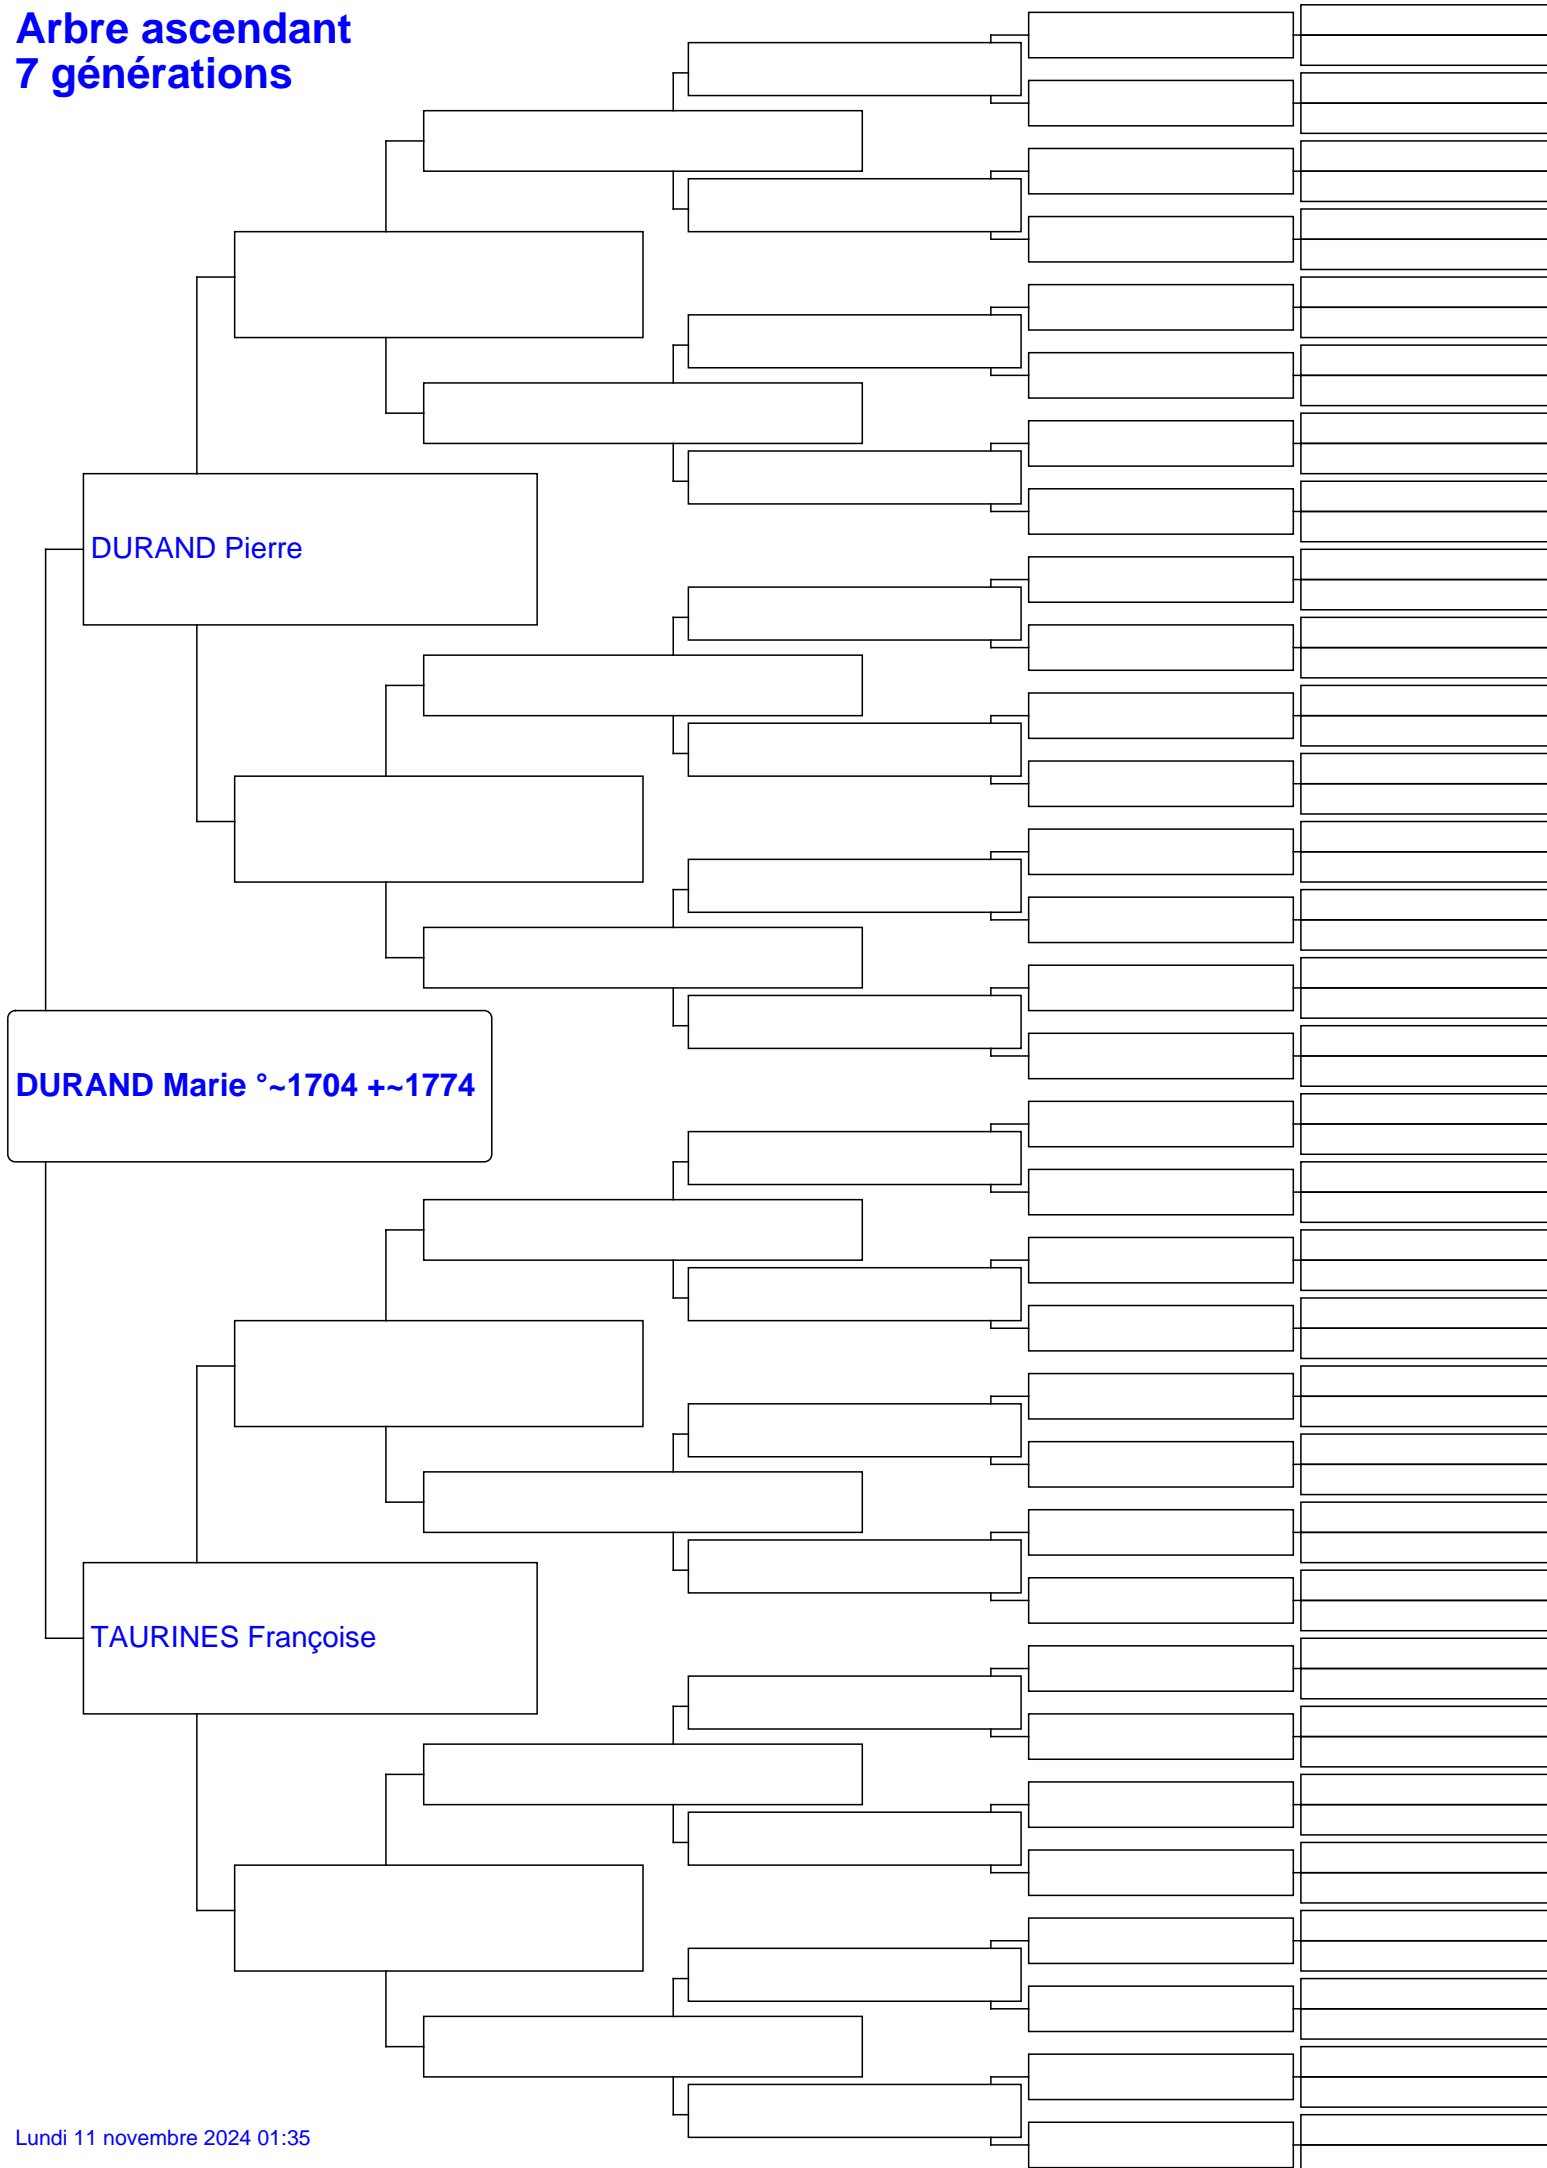 Arbre ascendant
7 générations
DURAND Pierre
DURAND Marie °~1704 +~1774
TAURINES Françoise
Lundi 11 novembre 2024 01:35